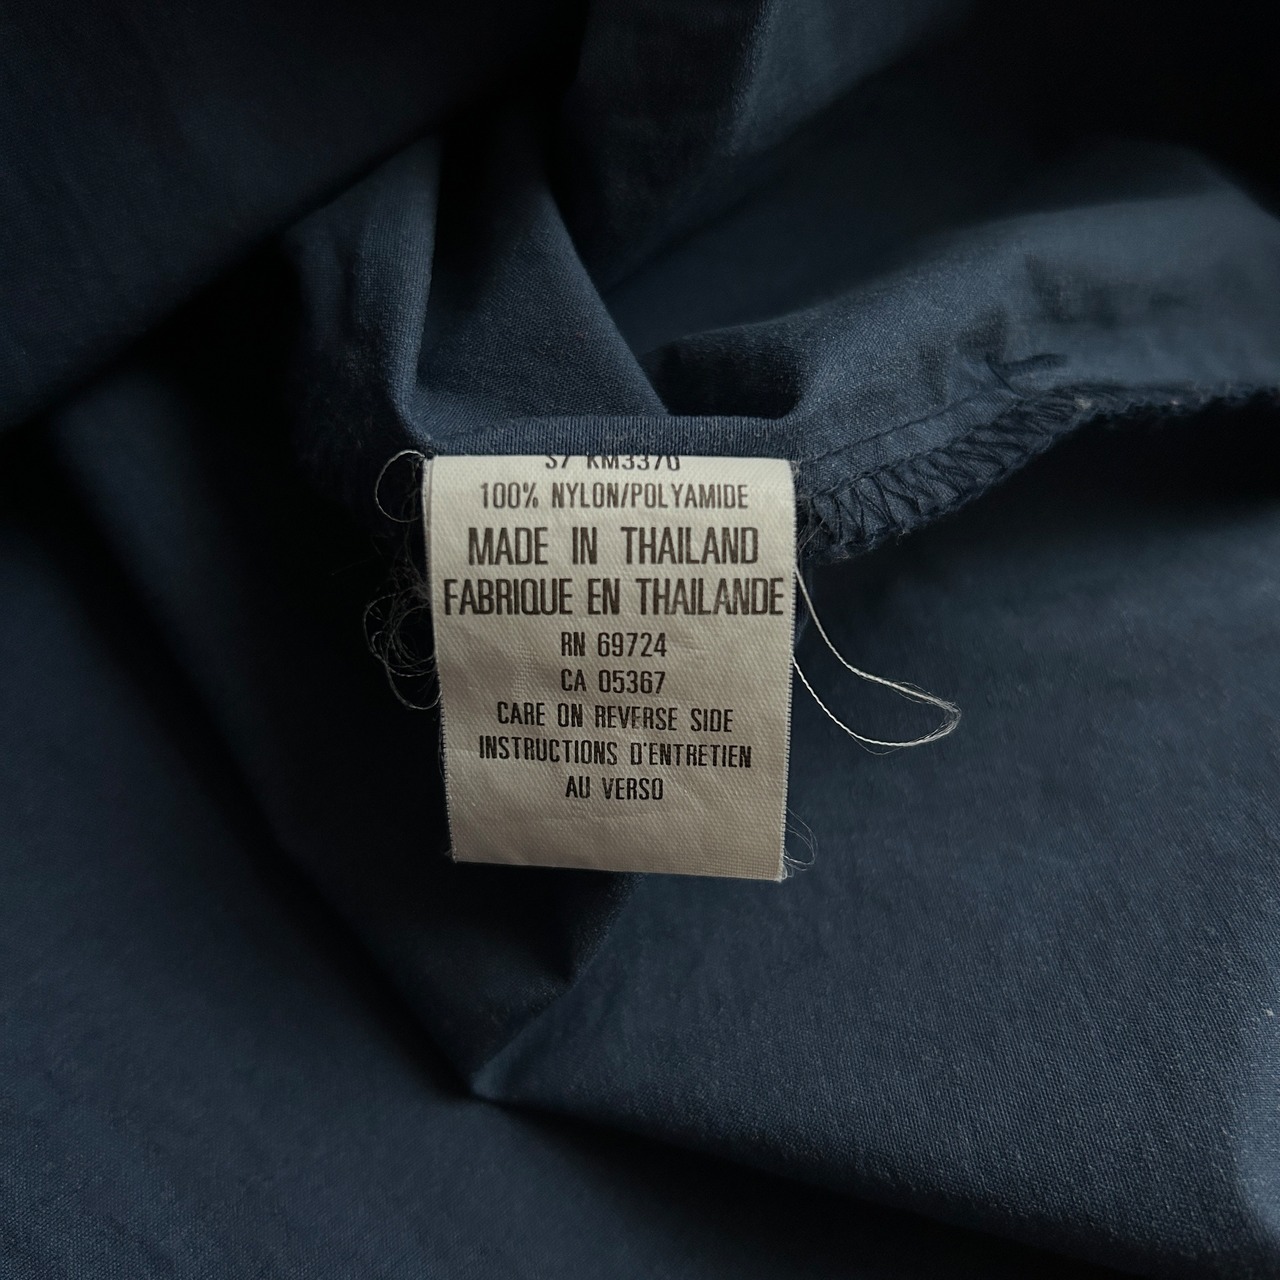 KM3370
100% NYLON/POLYAMIDE
MADE IN THAILAND
FABRIQUE EN THAILANDE
RN 69724
CA 05367
CARE ON REVERSE SIDE
INSTRUCTIONS D'ENTRETIEN
AU VERSO